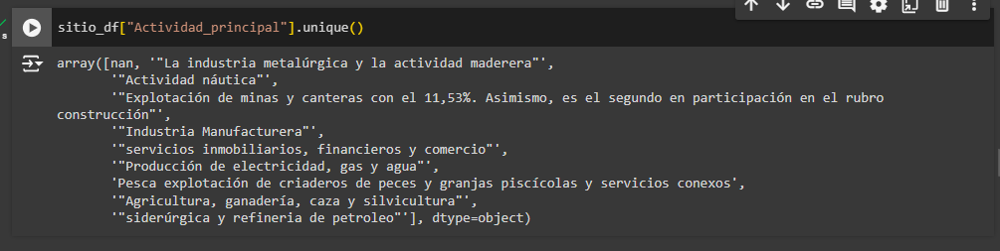 sitio_df["Actividad_principal"].unique()
s
array([nan, '"La industria metalúrgica y la actividad maderera"',
'"Actividad náutica"',
'"Explotación de minas y canteras con el 11,53%. Asimismo, es el segundo en participación en el rubro
construcción"',
'"Industria Manufacturera"',
'"servicios inmobiliarios, financieros y comercio"',
'"Producción de electricidad, gas y agua"',
'Pesca explotación de criaderos de peces y granjas piscícolas y servicios conexos',
'"Agricultura, ganadería, caza y silvicultura"',
'"siderúrgica y refineria de petroleo"'], dtype=object)